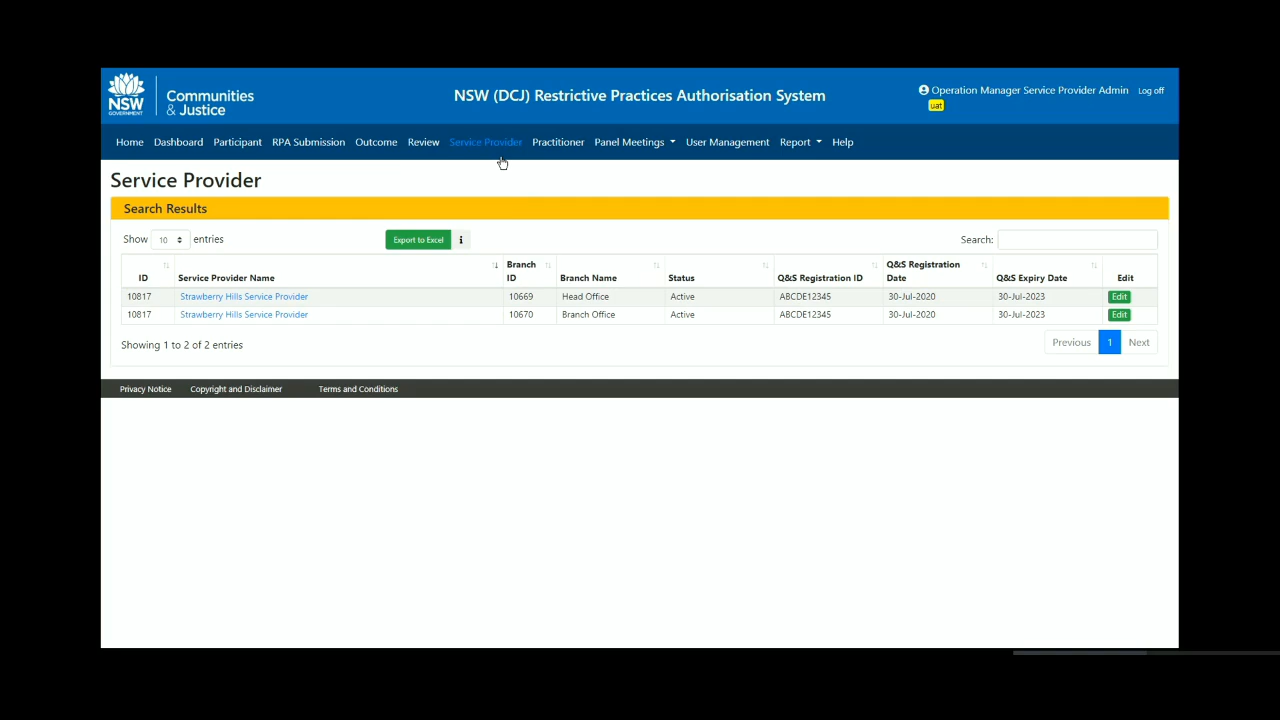 NSW
GOVERNMENT
Communities
& Justice
NSW (DCJ) Restrictive Practices Authorisation System
Operation Manager Service Provider Admin Log off
uat
Home Dashboard Participant RPA Submission Outcome Review Service Provider Practitioner Panel Meetings User Management Report Help
Service Provider
Search Results
Show 10 entries Export to Excel i Search:
ID Service Provider Name Branch ID Branch Name Status Q&S Registration ID Q&S Registration Date Q&S Expiry Date Edit
10817 Strawberry Hills Service Provider 10669 Head Office Active ABCDE12345 30-Jul-2020 30-Jul-2023 Edit
10817 Strawberry Hills Service Provider 10670 Branch Office Active ABCDE12345 30-Jul-2020 30-Jul-2023 Edit
Showing 1 to 2 of 2 entries Previous 1 Next
Privacy Notice Copyright and Disclaimer Terms and Conditions